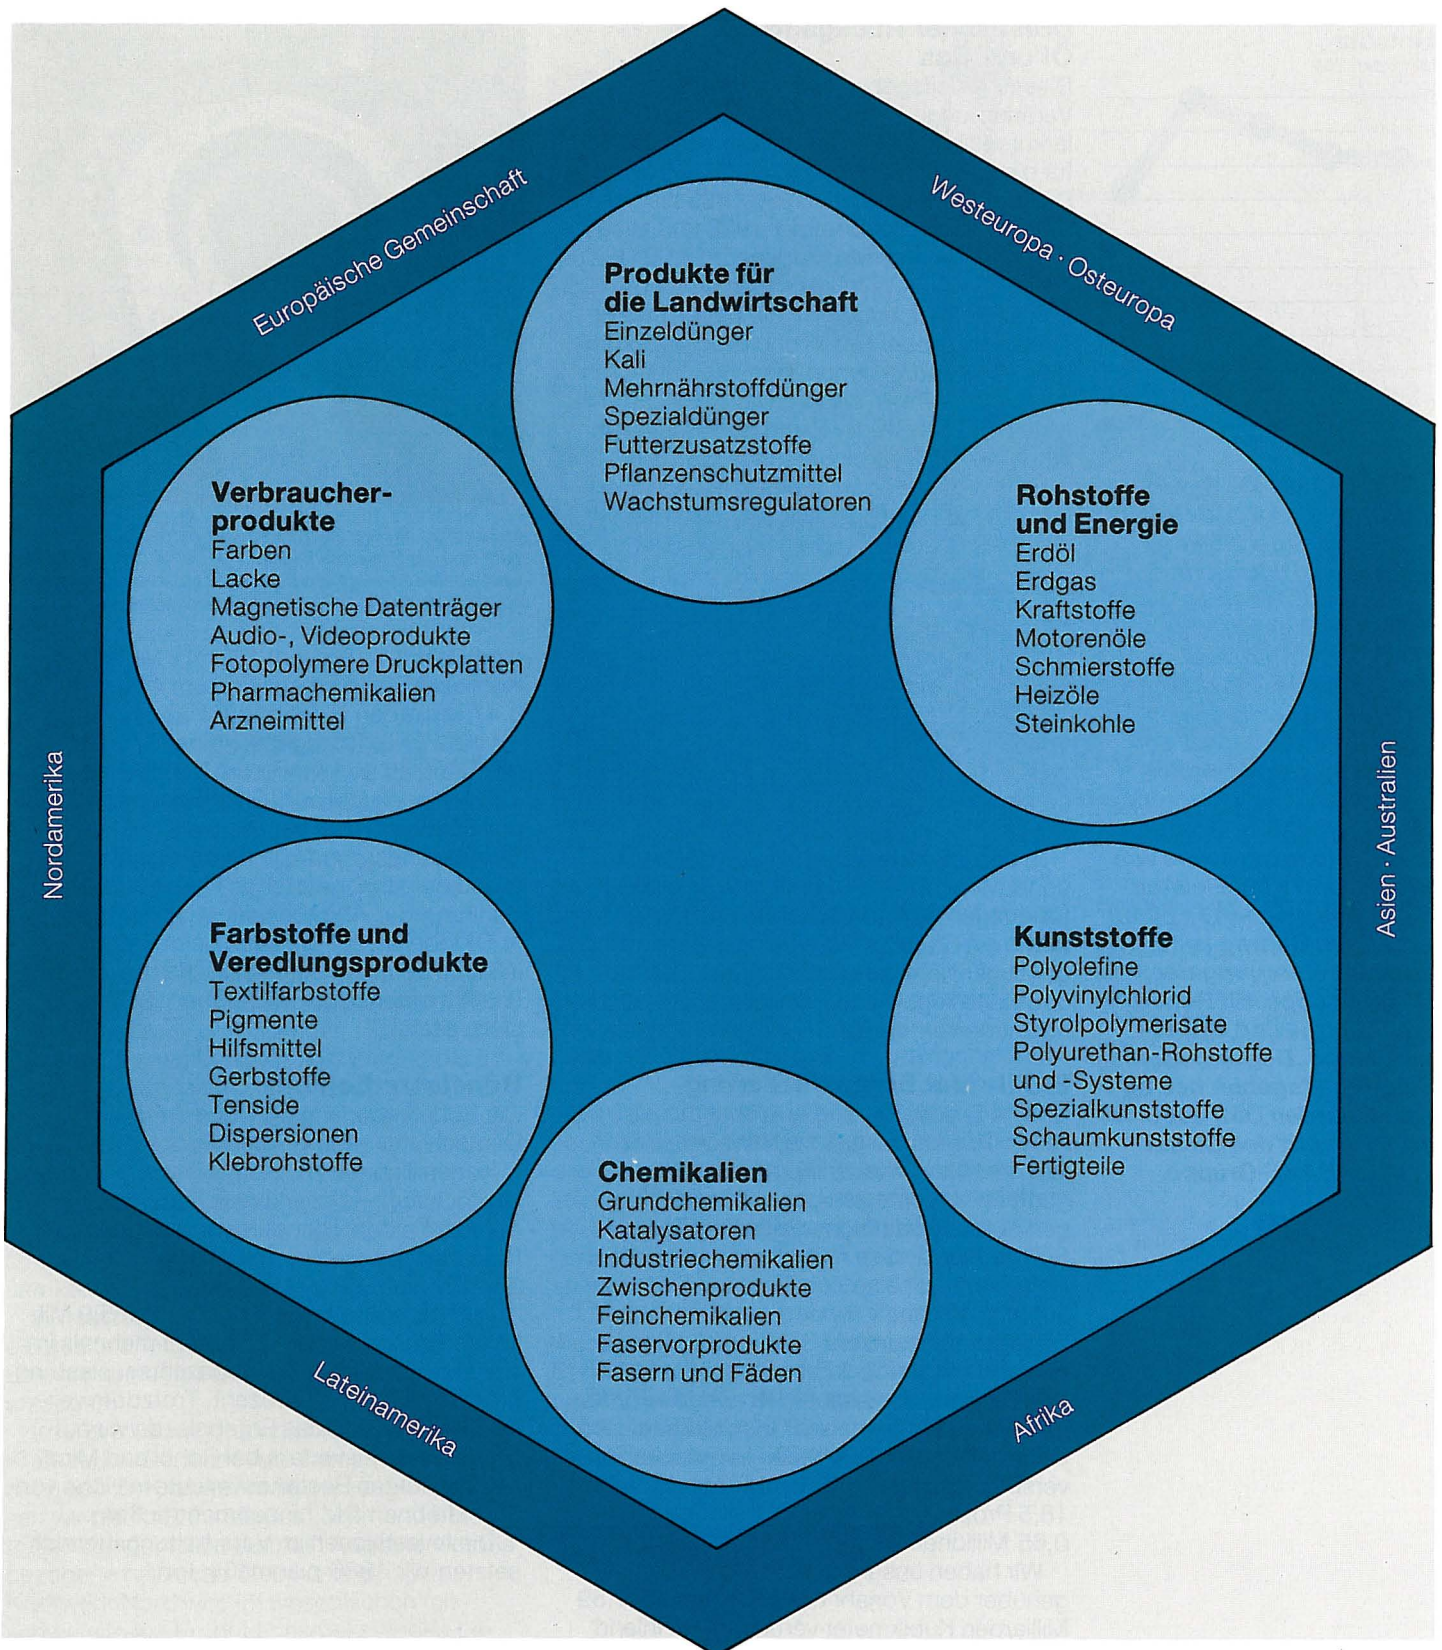 Europäische Gemeinschaft
Westeuropa · Osteuropa
Produkte für
die Landwirtschaft
Einzeldünger
Kali
Mehrnährstoffdünger
Spezialdünger
Futterzusatzstoffe
Pflanzenschutzmittel
Wachstumsregulatoren
Verbraucher-
produkte
Farben
Lacke
Magnetische Datenträger
Audio-, Videoprodukte
Fotopolymere Druckplatten
Pharmachemikalien
Arzneimittel
Rohstoffe
und Energie
Erdöl
Erdgas
Kraftstoffe
Motorenöle
Schmierstoffe
Heizöle
Steinkohle
Nordamerika
Asien · Australien
Farbstoffe und
Veredlungsprodukte
Textilfarbstoffe
Pigmente
Hilfsmittel
Gerbstoffe
Tenside
Dispersionen
Klebrohstoffe
Kunststoffe
Polyolefine
Polyvinylchlorid
Styrolpolymerisate
Polyurethan-Rohstoffe
und -Systeme
Spezialkunststoffe
Schaumkunststoffe
Fertigteile
Chemikalien
Grundchemikalien
Katalysatoren
Industriechemikalien
Zwischenprodukte
Feinchemikalien
Faservorprodukte
Fasern und Fäden
Lateinamerika
Afrika